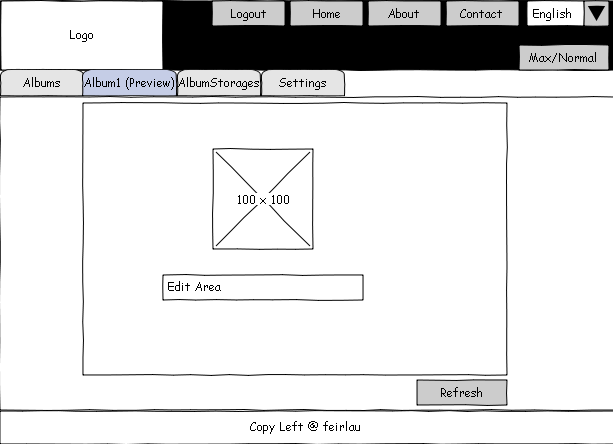 Logo
Logout
Home
About
Contact
English
Max/Normal
Albums
Album1 (Preview)
AlbumStorages
Settings
100 × 100
Edit Area
Refresh
Copy Left @ feirlau